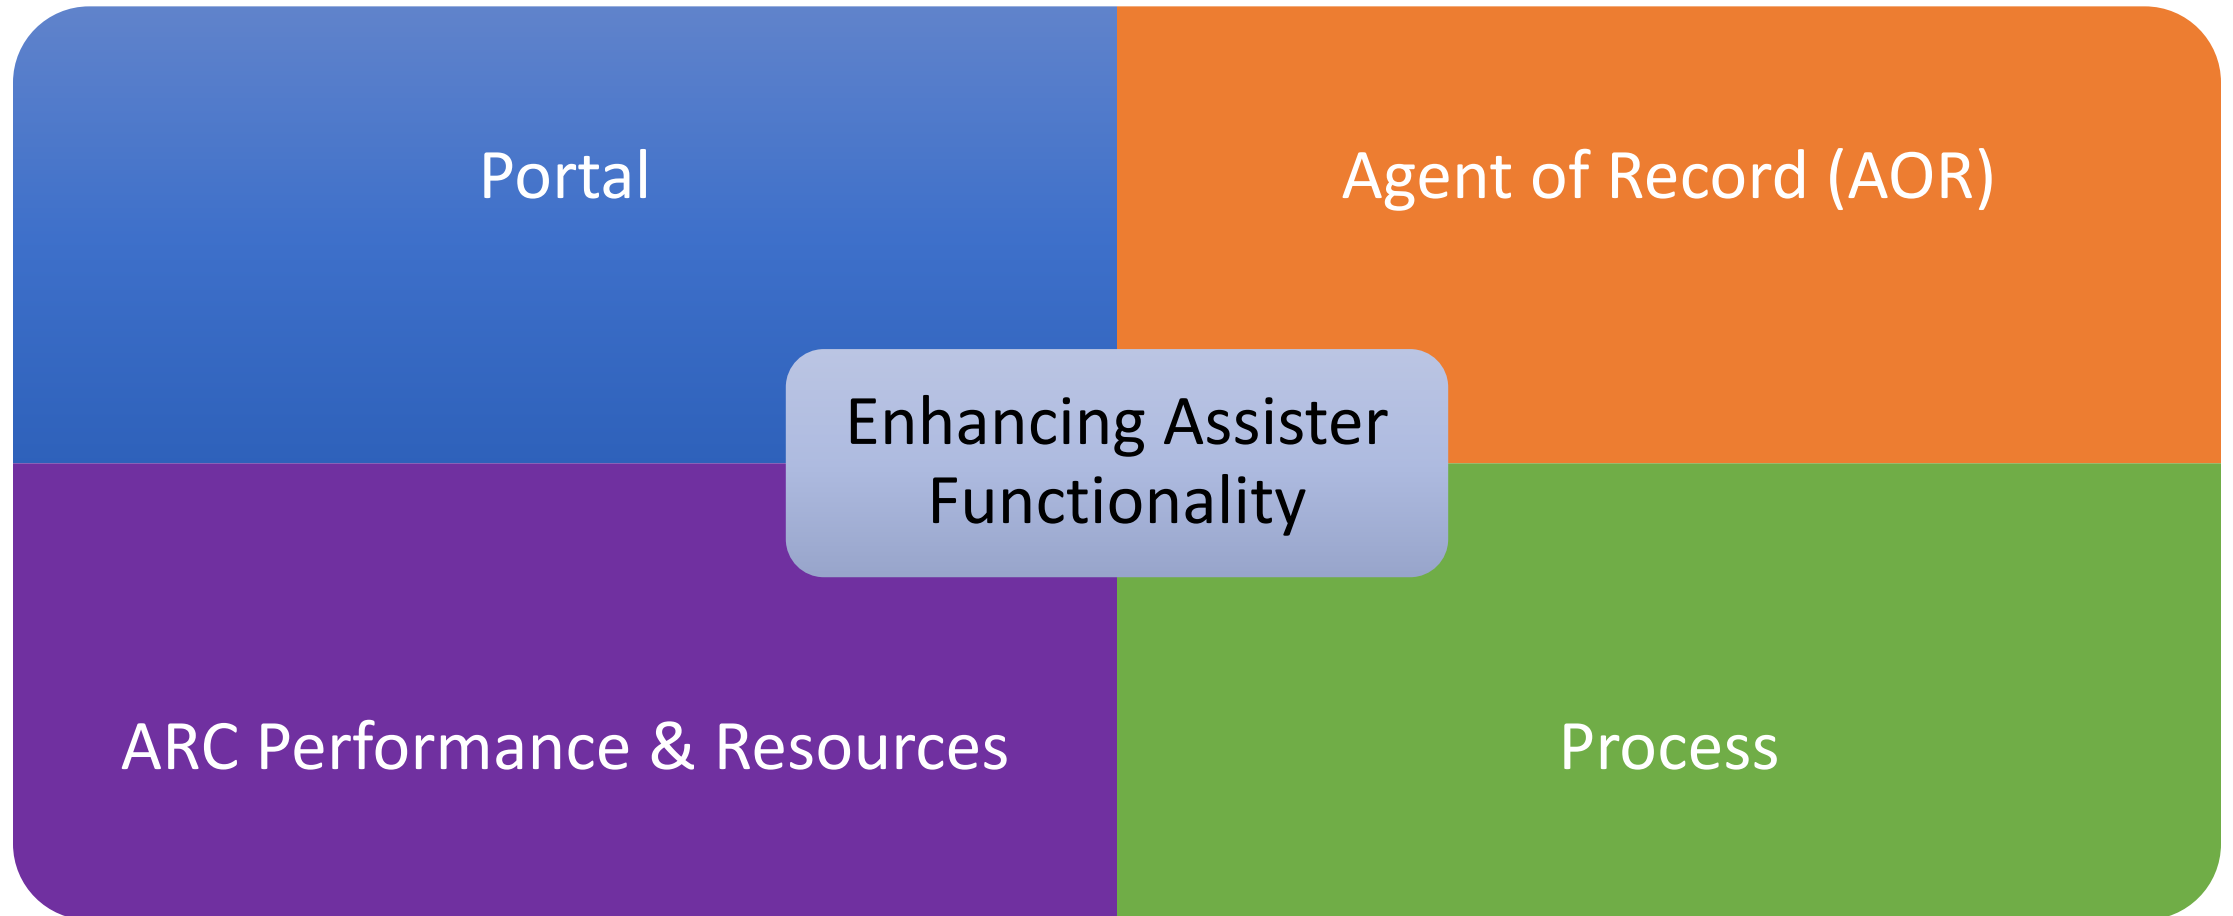 Portal
Agent of Record (AOR)
Enhancing Assister
Functionality
ARC Performance & Resources
Process